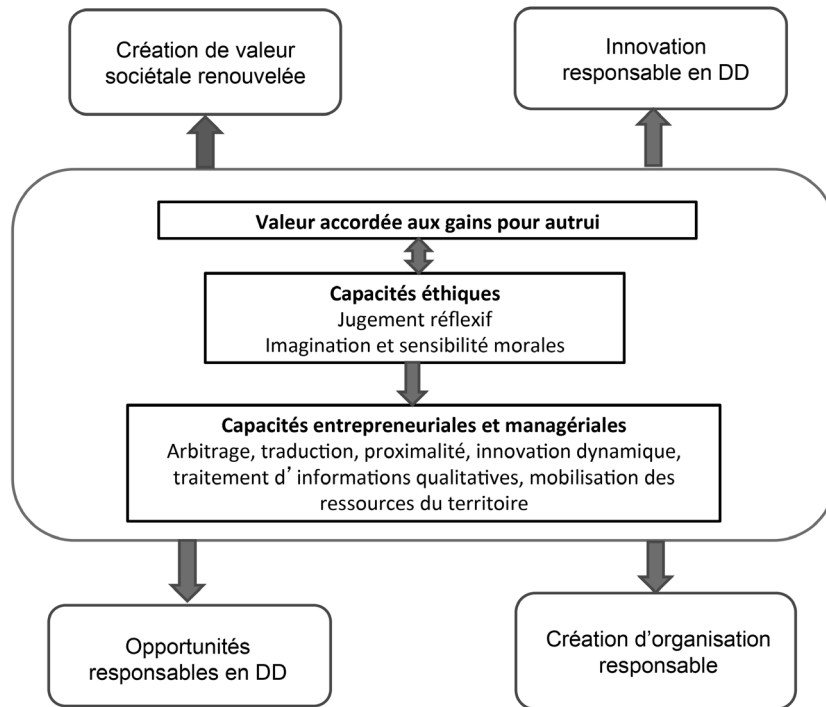 Création de valeur
sociétale renouvelée
Innovation
responsable en DD
Valeur accordée aux gains pour autrui
Capacités éthiques
Jugement réflexif
Imagination et sensibilité morales
Capacités entrepreneuriales et managériales
Arbitrage, traduction, proximalité, innovation dynamique,
traitement d’ informations qualitatives, mobilisation des
ressources du territoire
Opportunités
responsables en DD
Création d’organisation
responsable